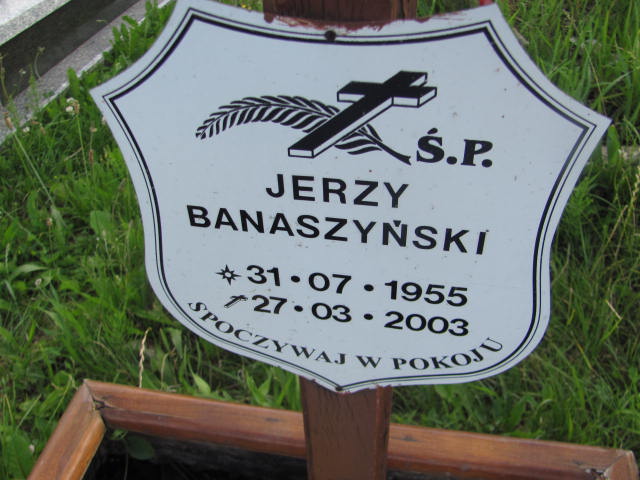 Ś.P.
JERZY
BANASZYŃSKI
31•07•1955
27•03•2003
SPOCZYWAJ W POKOJU